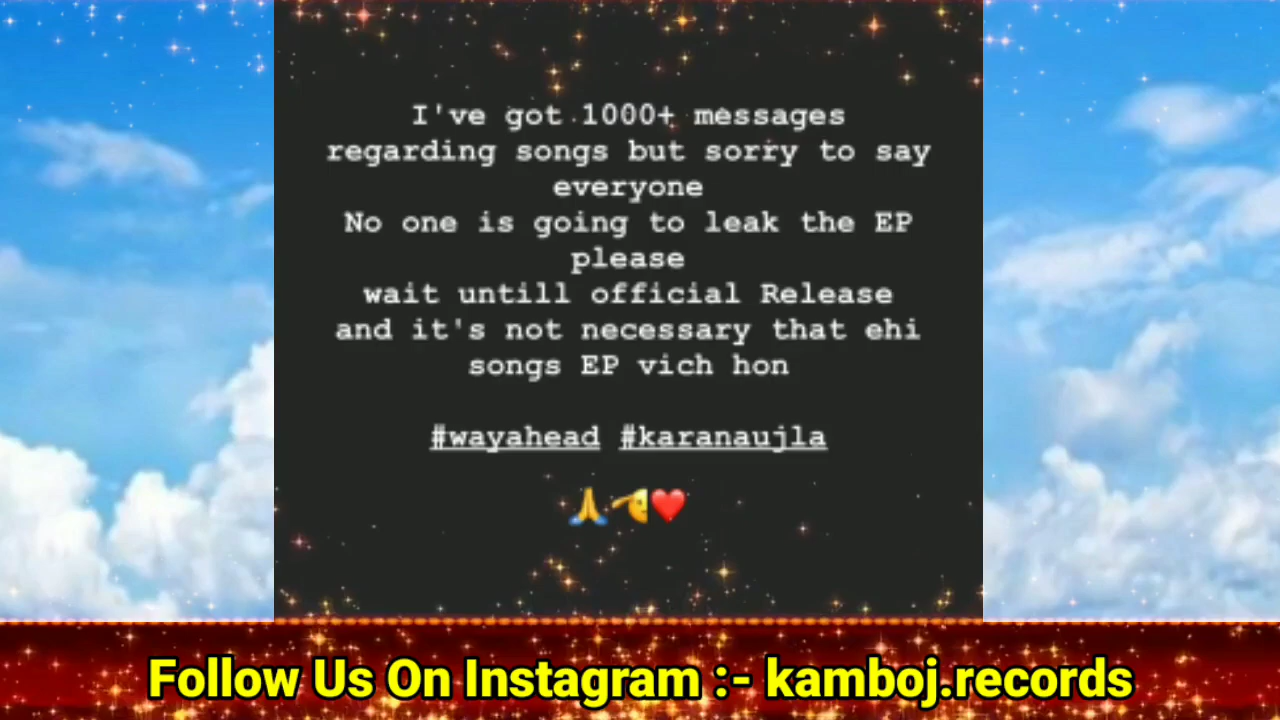 I've got 1000+ messages
regarding songs but sorry to say
everyone
No one is going to leak the EP
please
wait untill official Release
and it's not necessary that ehi
songs EP vich hon
#wayahead #karanaujla
🙏🫡❤️
Follow Us On Instagram :- kamboj.records